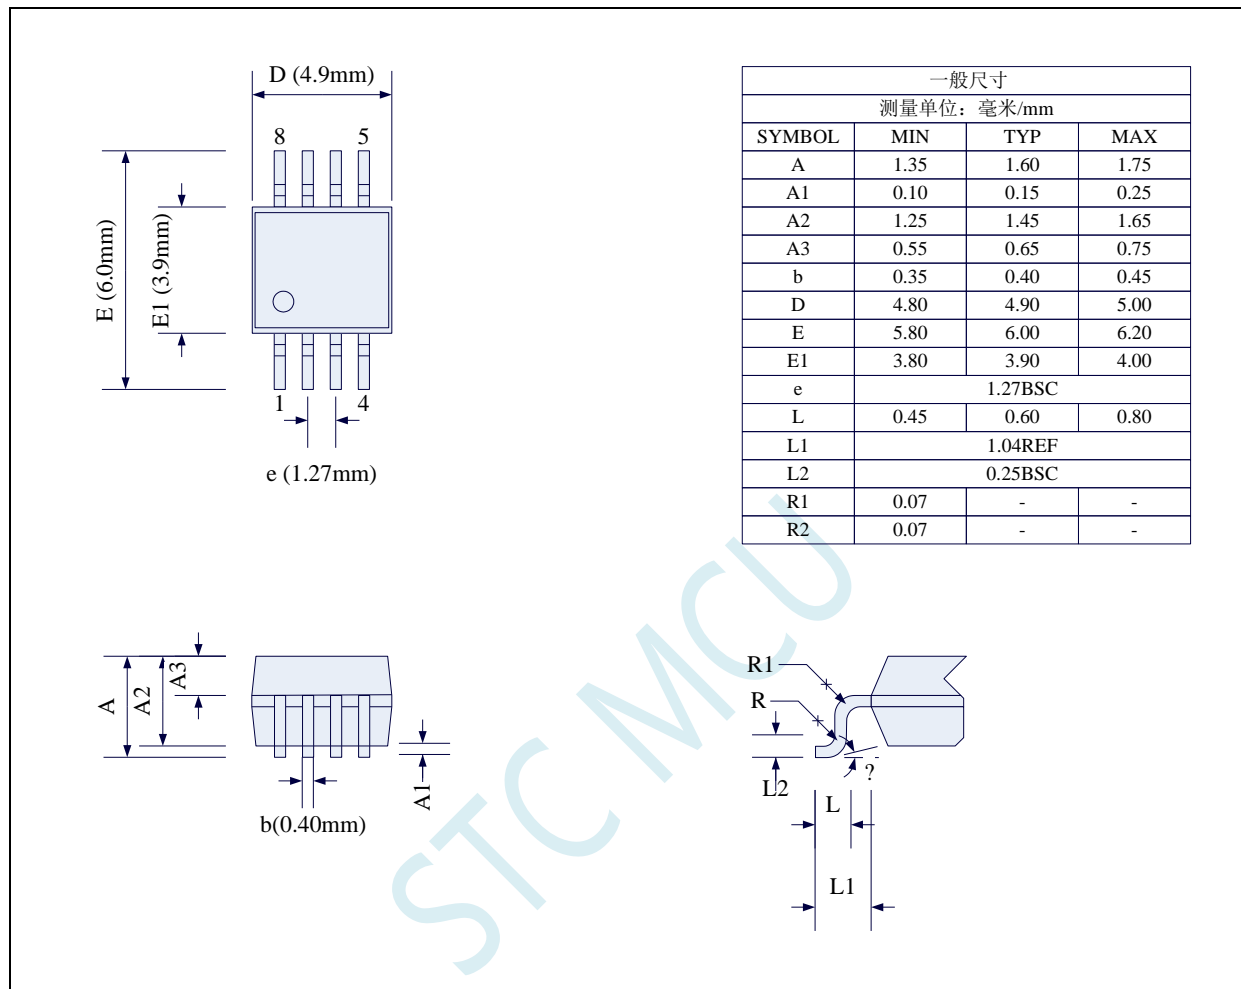 D (4.9mm)
8 5
E (6.0mm)
E1 (3.9mm)
1 4
e (1.27mm)
一般尺寸
测量单位：毫米/mm
SYMBOL MIN TYP MAX
A 1.35 1.60 1.75
A1 0.10 0.15 0.25
A2 1.25 1.45 1.65
A3 0.55 0.65 0.75
b 0.35 0.40 0.45
D 4.80 4.90 5.00
E 5.80 6.00 6.20
E1 3.80 3.90 4.00
e 1.27BSC
L 0.45 0.60 0.80
L1 1.04REF
L2 0.25BSC
R1 0.07 - -
R2 0.07 - -
A
A2
A3
A1
b(0.40mm)
R1
R
L2
?
L
L1
STC MCU